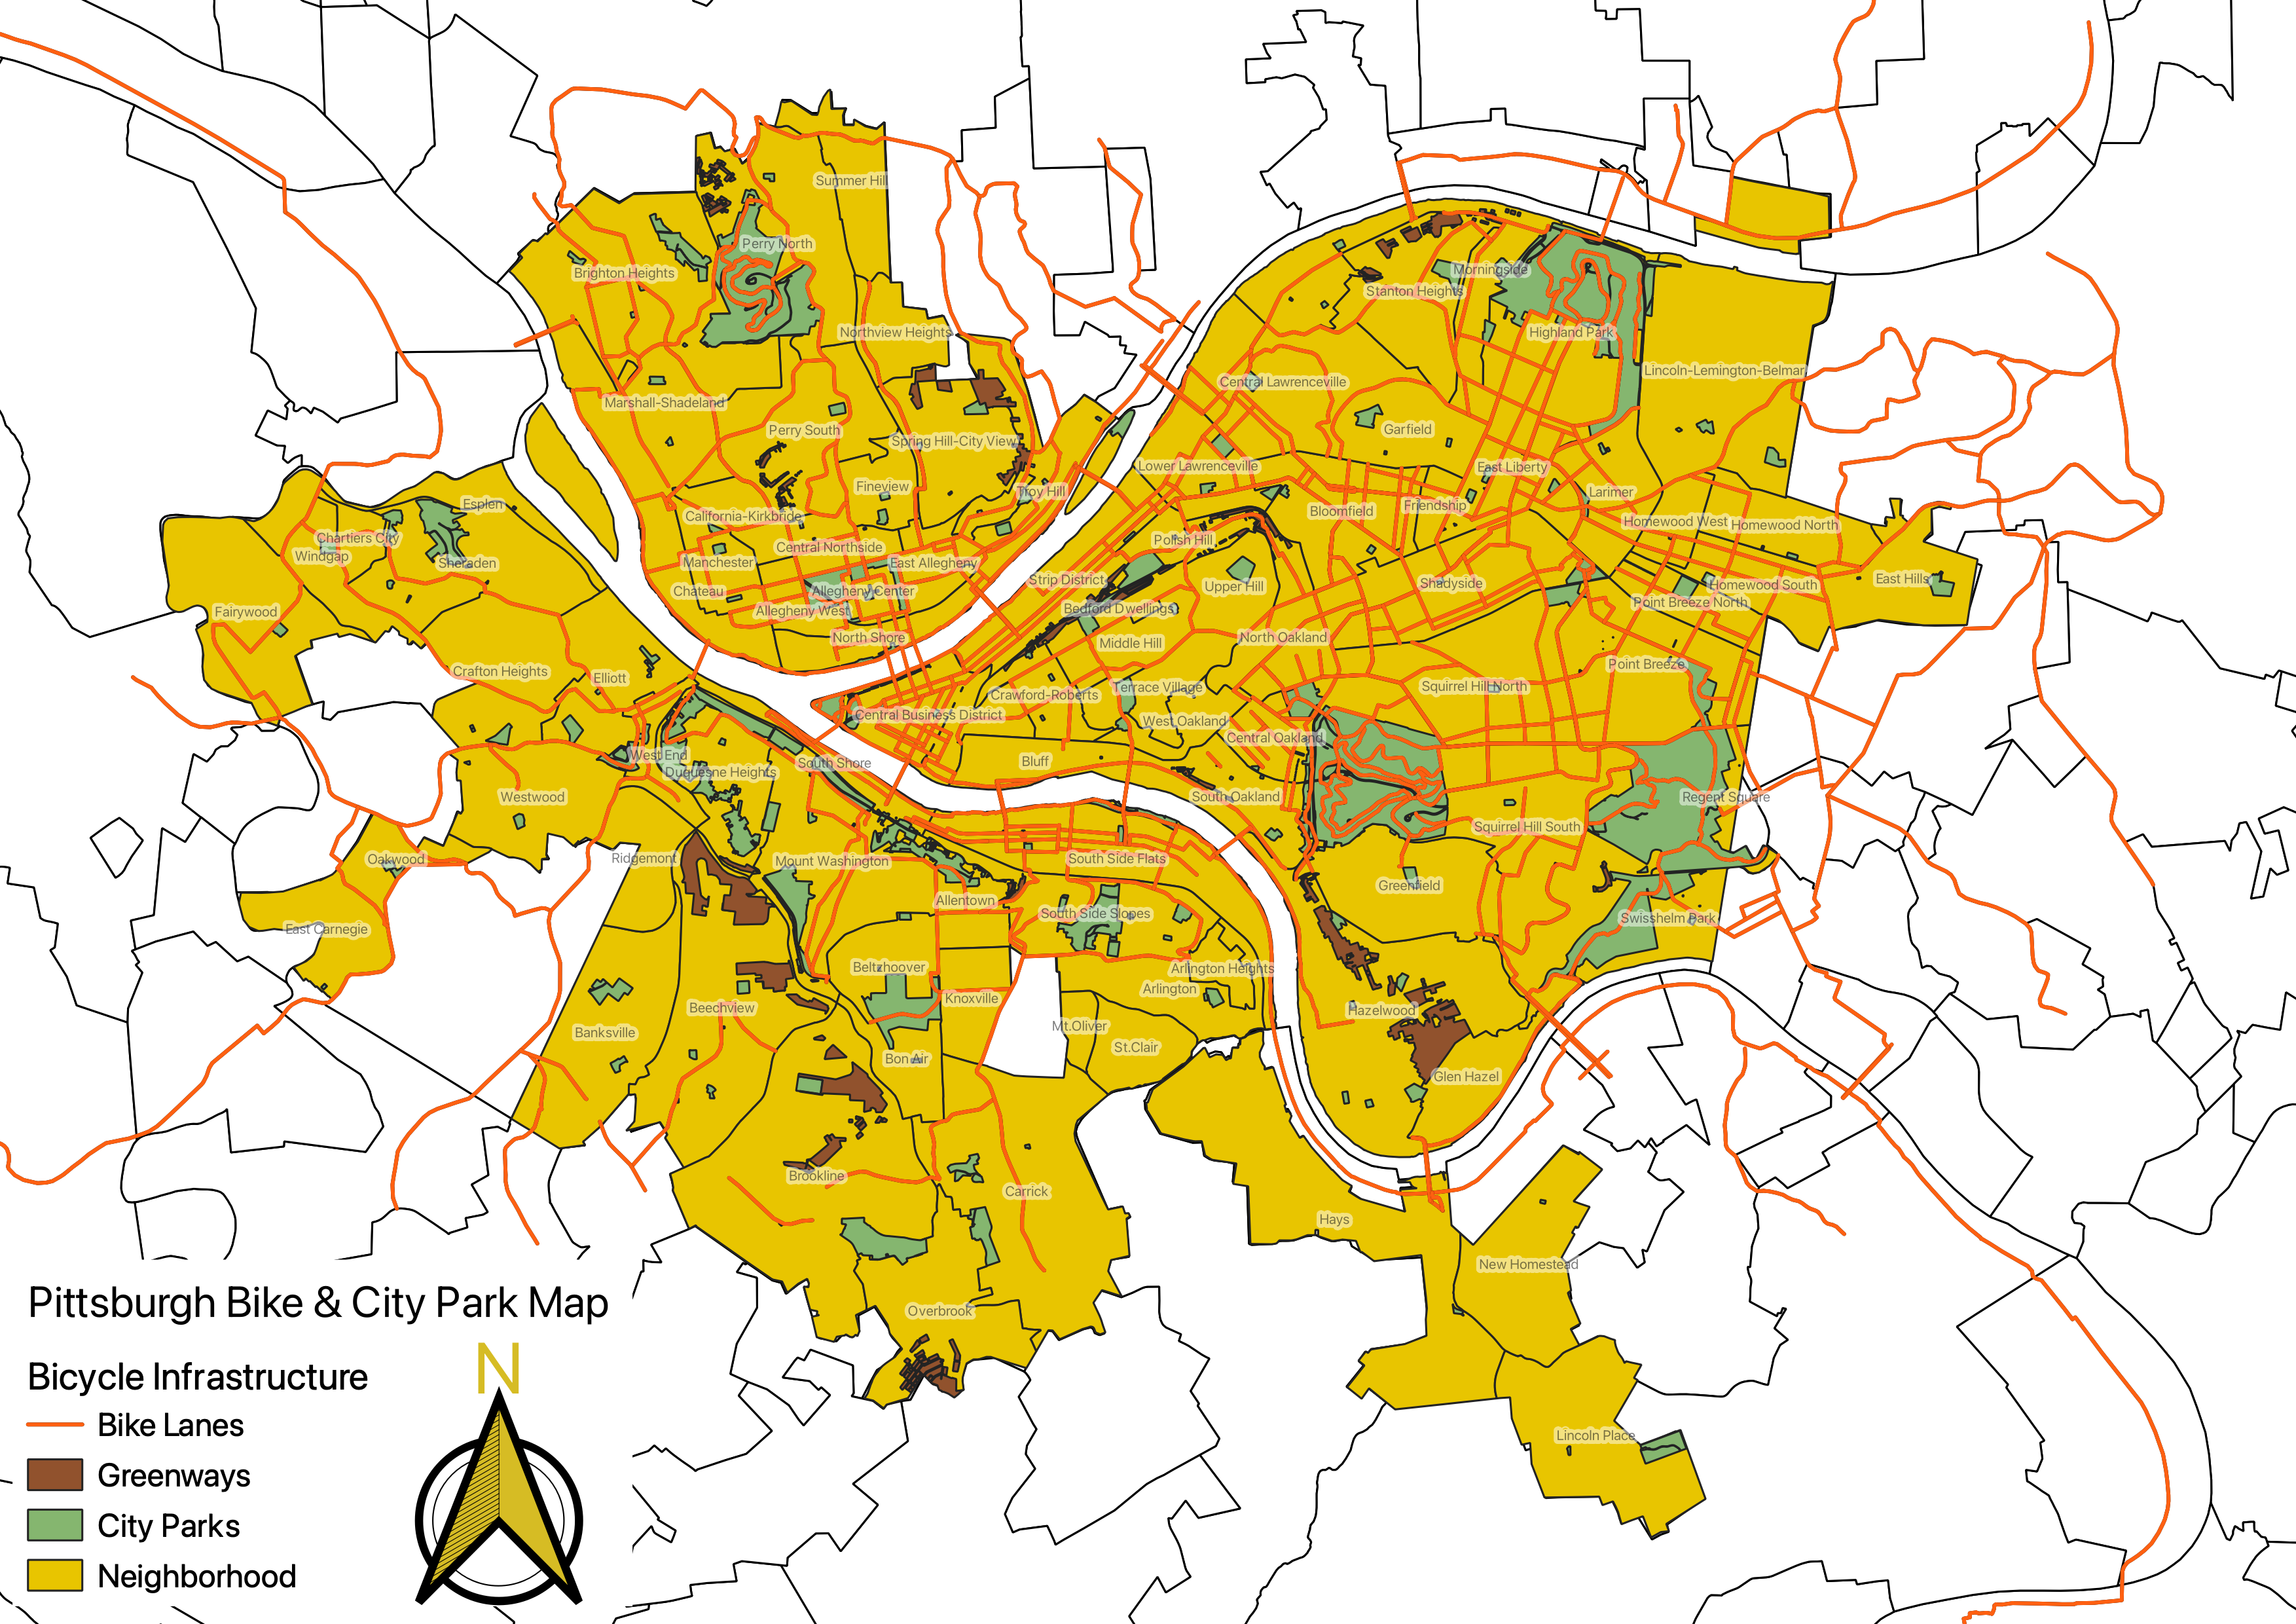 Summer Hill
Perry North
Brighton Heights
Morningside
Stanton Heights
Northview Heights
Highland Park
Lincoln-Lemington-Belmar
Central Lawrenceville
Marshall-Shadeland
Perry South
Garfield
Spring Hill-City View
Lower Lawrenceville
East Liberty
Fineview
Troy Hill
Larimer
Esplen
Friendship
Bloomfield
California-Kirkbride
Homewood West
Homewood North
Chartiers City
Polish Hill
Central Northside
Windgap
Sheraden
Manchester
East Allegheny
Strip District
East Hills
Shadyside
Homewood South
Upper Hill
Chateau
Allegheny Center
Point Breeze North
Bedford Dwellings
Allegheny West
Fairywood
North Shore
North Oakland
Middle Hill
Point Breeze
Crafton Heights
Elliott
Squirrel Hill North
Terrace Village
Crawford-Roberts
Central Business District
West Oakland
Central Oakland
West End
Bluff
South Shore
Duquesne Heights
Westwood
South Oakland
Regent Square
Squirrel Hill South
Oakwood
Ridgemont
Mount Washington
South Side Flats
Greenfield
Allentown
South Side Slopes
Swisshelm Park
East Carnegie
Beltzhoover
Arlington Heights
Arlington
Knoxville
Beechview
Hazelwood
Mt.Oliver
Banksville
St.Clair
Bon Air
Glen Hazel
Brookline
Carrick
Hays
New Homestead
Overbrook
Lincoln Place
Pittsburgh Bike & City Park Map
Bicycle Infrastructure
N
Bike Lanes
Greenways
City Parks
Neighborhood